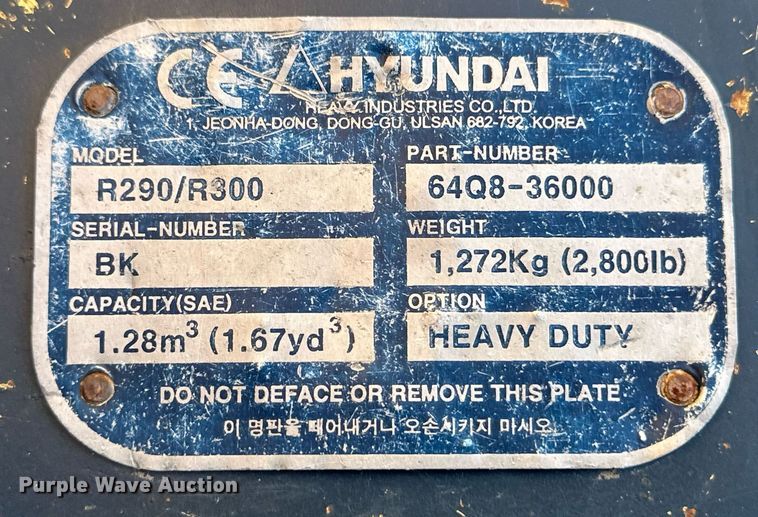 CE HYUNDAI
HEAVY INDUSTRIES CO., LTD.
1, JEONHA-DONG, DONG-GU, ULSAN 682-792, KOREA
MODEL PART-NUMBER
R290/R300 64Q8-36000
SERIAL-NUMBER WEIGHT
BK 1,272Kg (2,800lb)
CAPACITY(SAE) OPTION
1.28m³ (1.67yd³) HEAVY DUTY
DO NOT DEFACE OR REMOVE THIS PLATE
이 명판을 떼어내거나 오손시키지 마시오.
Purple Wave Auction